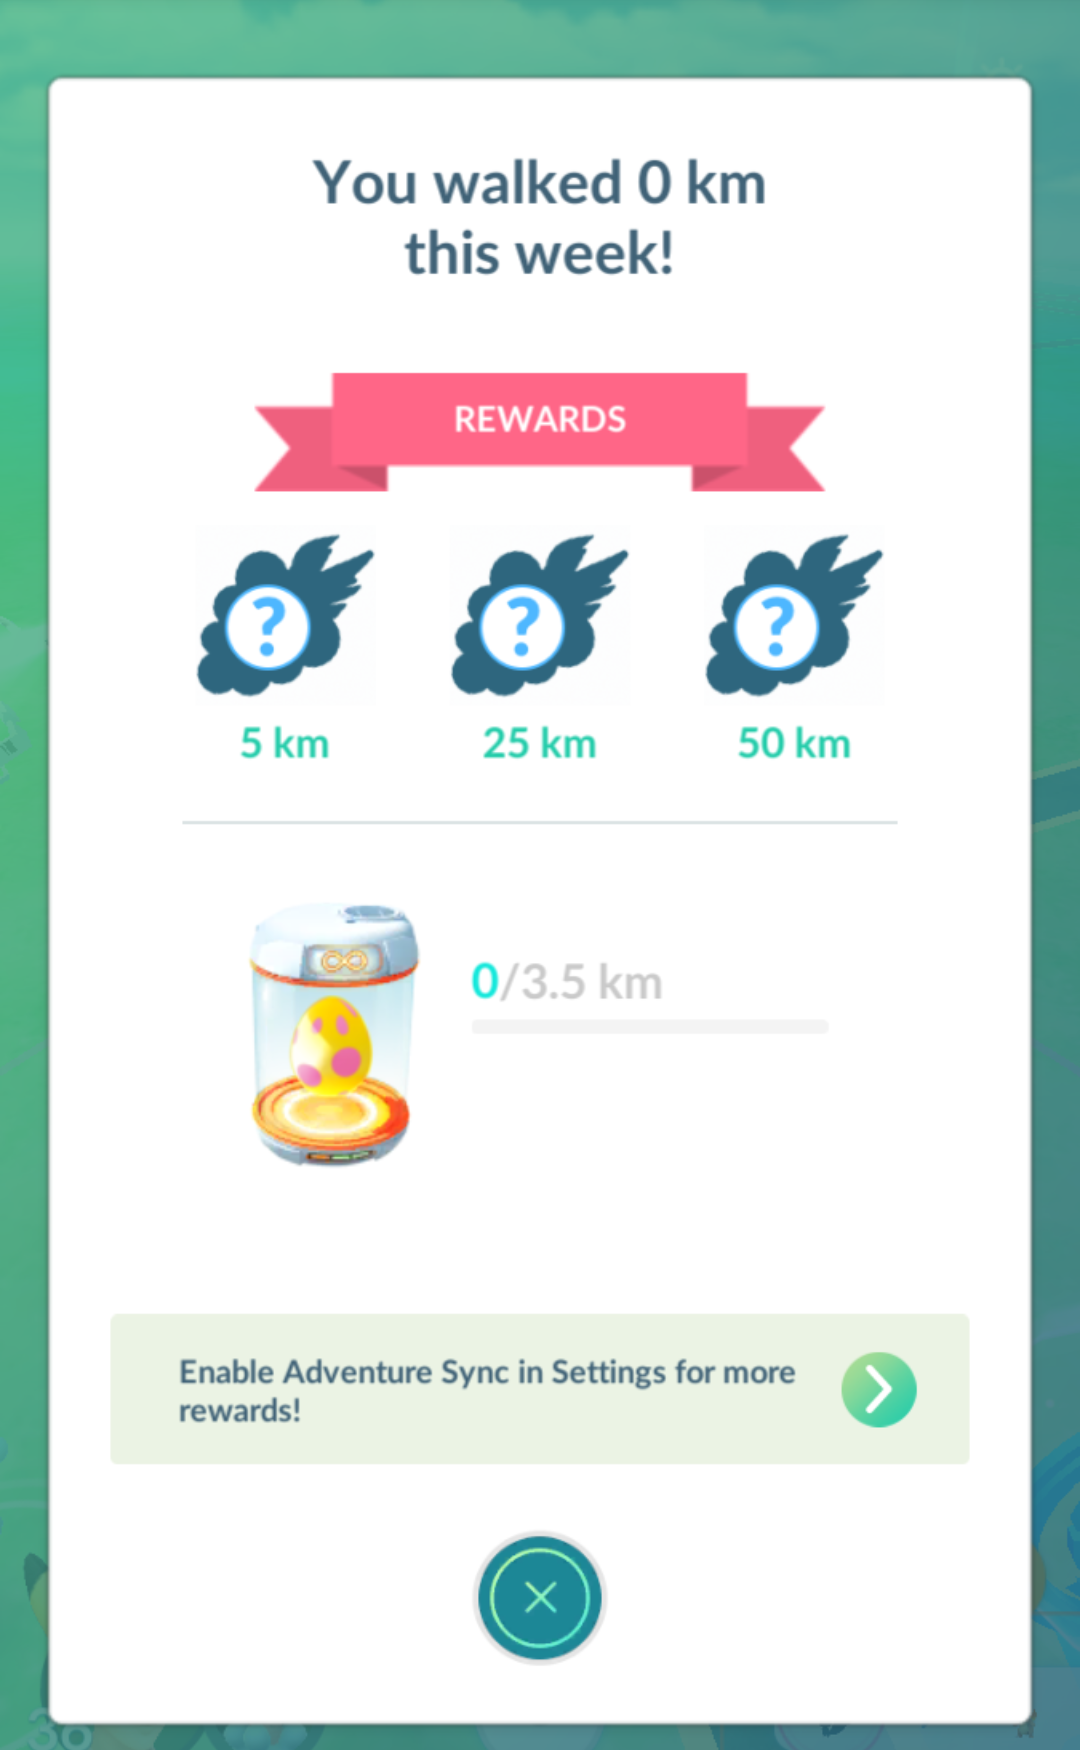 You walked 0 km
this week!
REWARDS
? ? ?
5 km 25 km 50 km
0/3.5 km
Enable Adventure Sync in Settings for more
rewards!
38